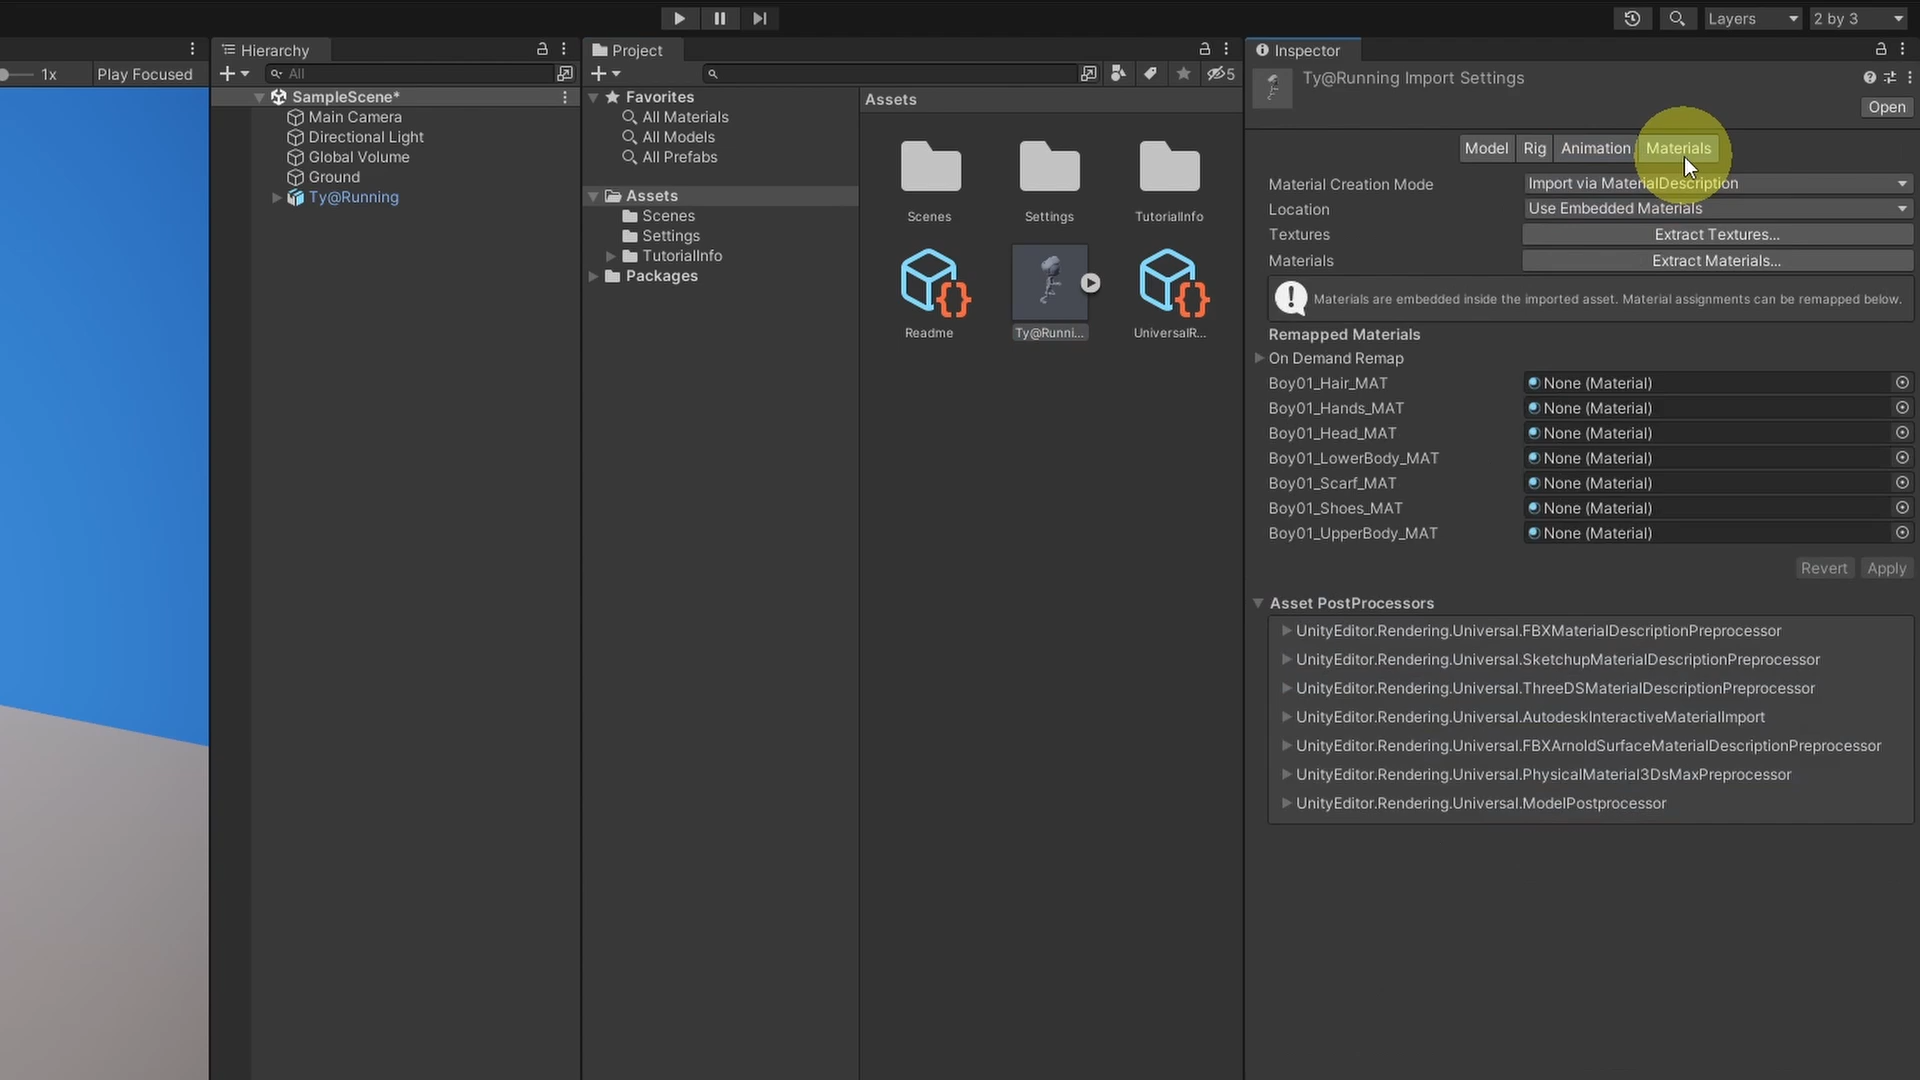 Layers
2 by 3
1x
Play Focused
Hierarchy
All
SampleScene*
Main Camera
Directional Light
Global Volume
Ground
Ty@Running
Project
5
Favorites
All Materials
All Models
All Prefabs
Assets
Scenes
Settings
TutorialInfo
Packages
Assets
Scenes
Settings
TutorialInfo
Readme
Ty@Runni...
UniversalR...
Inspector
Ty@Running Import Settings
Open
Model
Rig
Animation
Materials
Material Creation Mode
Import via MaterialDescription
Location
Use Embedded Materials
Textures
Extract Textures...
Materials
Extract Materials...
Materials are embedded inside the imported asset. Material assignments can be remapped below.
Remapped Materials
On Demand Remap
Boy01_Hair_MAT
None (Material)
Boy01_Hands_MAT
None (Material)
Boy01_Head_MAT
None (Material)
Boy01_LowerBody_MAT
None (Material)
Boy01_Scarf_MAT
None (Material)
Boy01_Shoes_MAT
None (Material)
Boy01_UpperBody_MAT
None (Material)
Revert
Apply
Asset PostProcessors
UnityEditor.Rendering.Universal.FBXMaterialDescriptionPreprocessor
UnityEditor.Rendering.Universal.SketchupMaterialDescriptionPreprocessor
UnityEditor.Rendering.Universal.ThreeDSMaterialDescriptionPreprocessor
UnityEditor.Rendering.Universal.AutodeskInteractiveMaterialImport
UnityEditor.Rendering.Universal.FBXArnoldSurfaceMaterialDescriptionPreprocessor
UnityEditor.Rendering.Universal.PhysicalMaterial3DsMaxPreprocessor
UnityEditor.Rendering.Universal.ModelPostprocessor